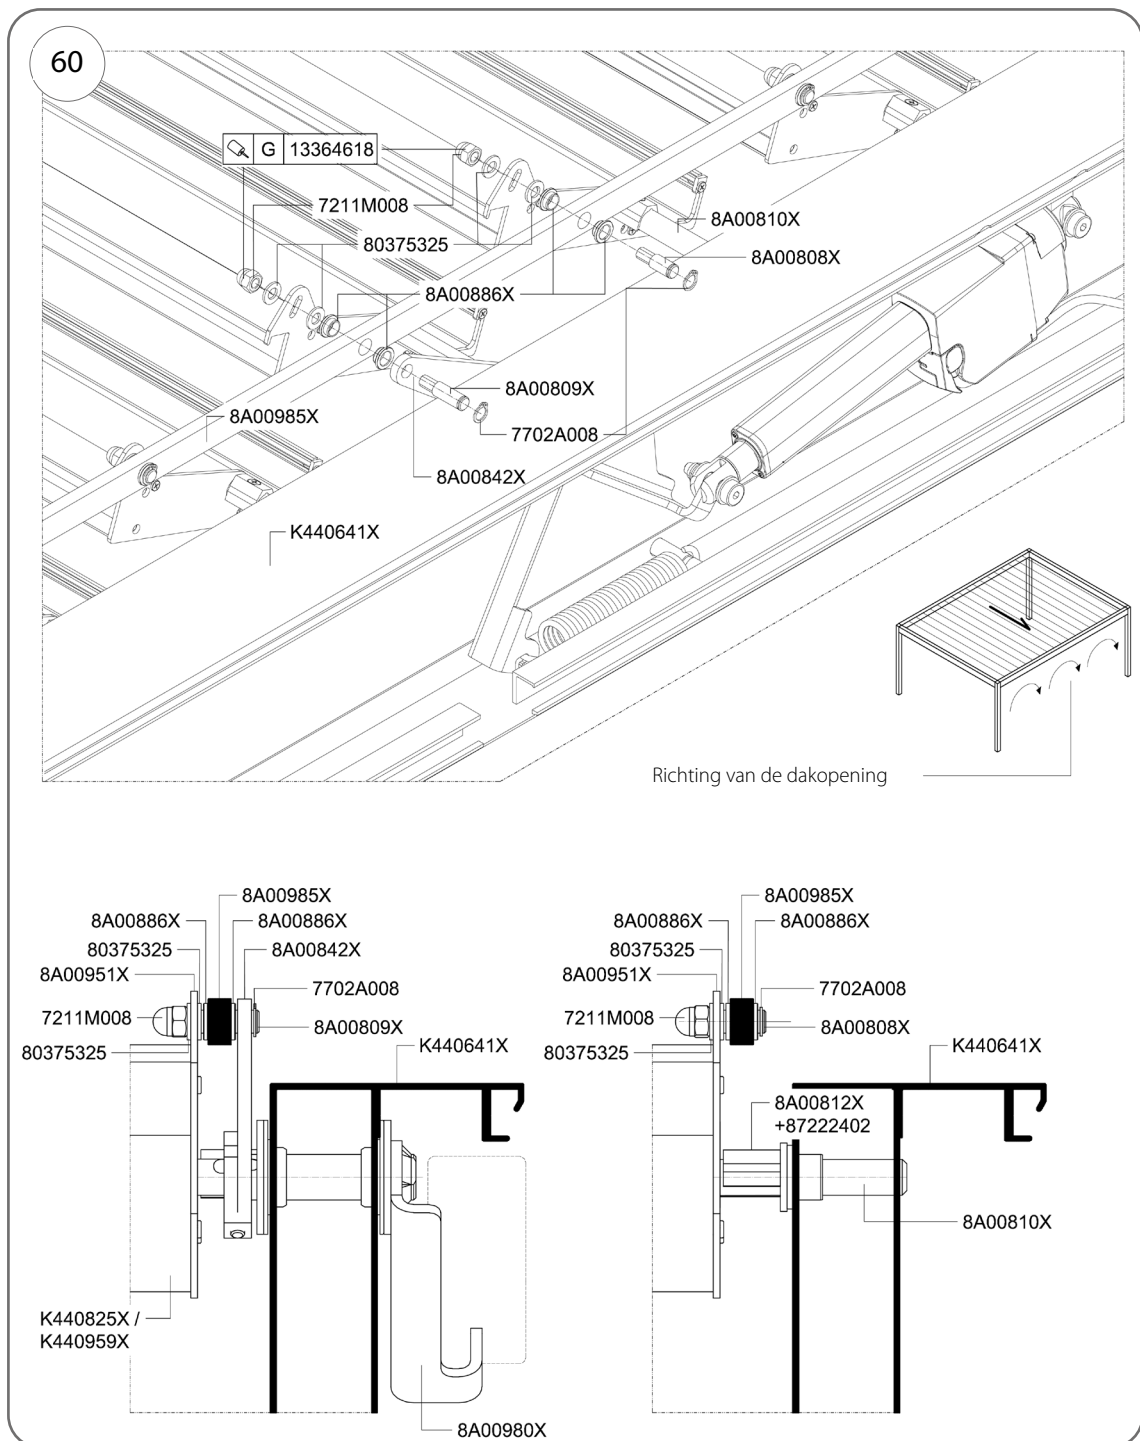 60
G 13364618
7211M008
80375325
8A00886X
8A00810X
8A00808X
8A00809X
7702A008
8A00985X
8A00842X
K440641X
Richting van de dakopening
8A00985X
8A00886X
8A00886X
80375325
8A00842X
8A00951X
7702A008
7211M008
8A00809X
80375325
K440641X
K440825X /
K440959X
8A00980X
8A00985X
8A00886X
8A00886X
80375325
8A00951X
7702A008
7211M008
8A00808X
80375325
K440641X
8A00812X
+87222402
8A00810X